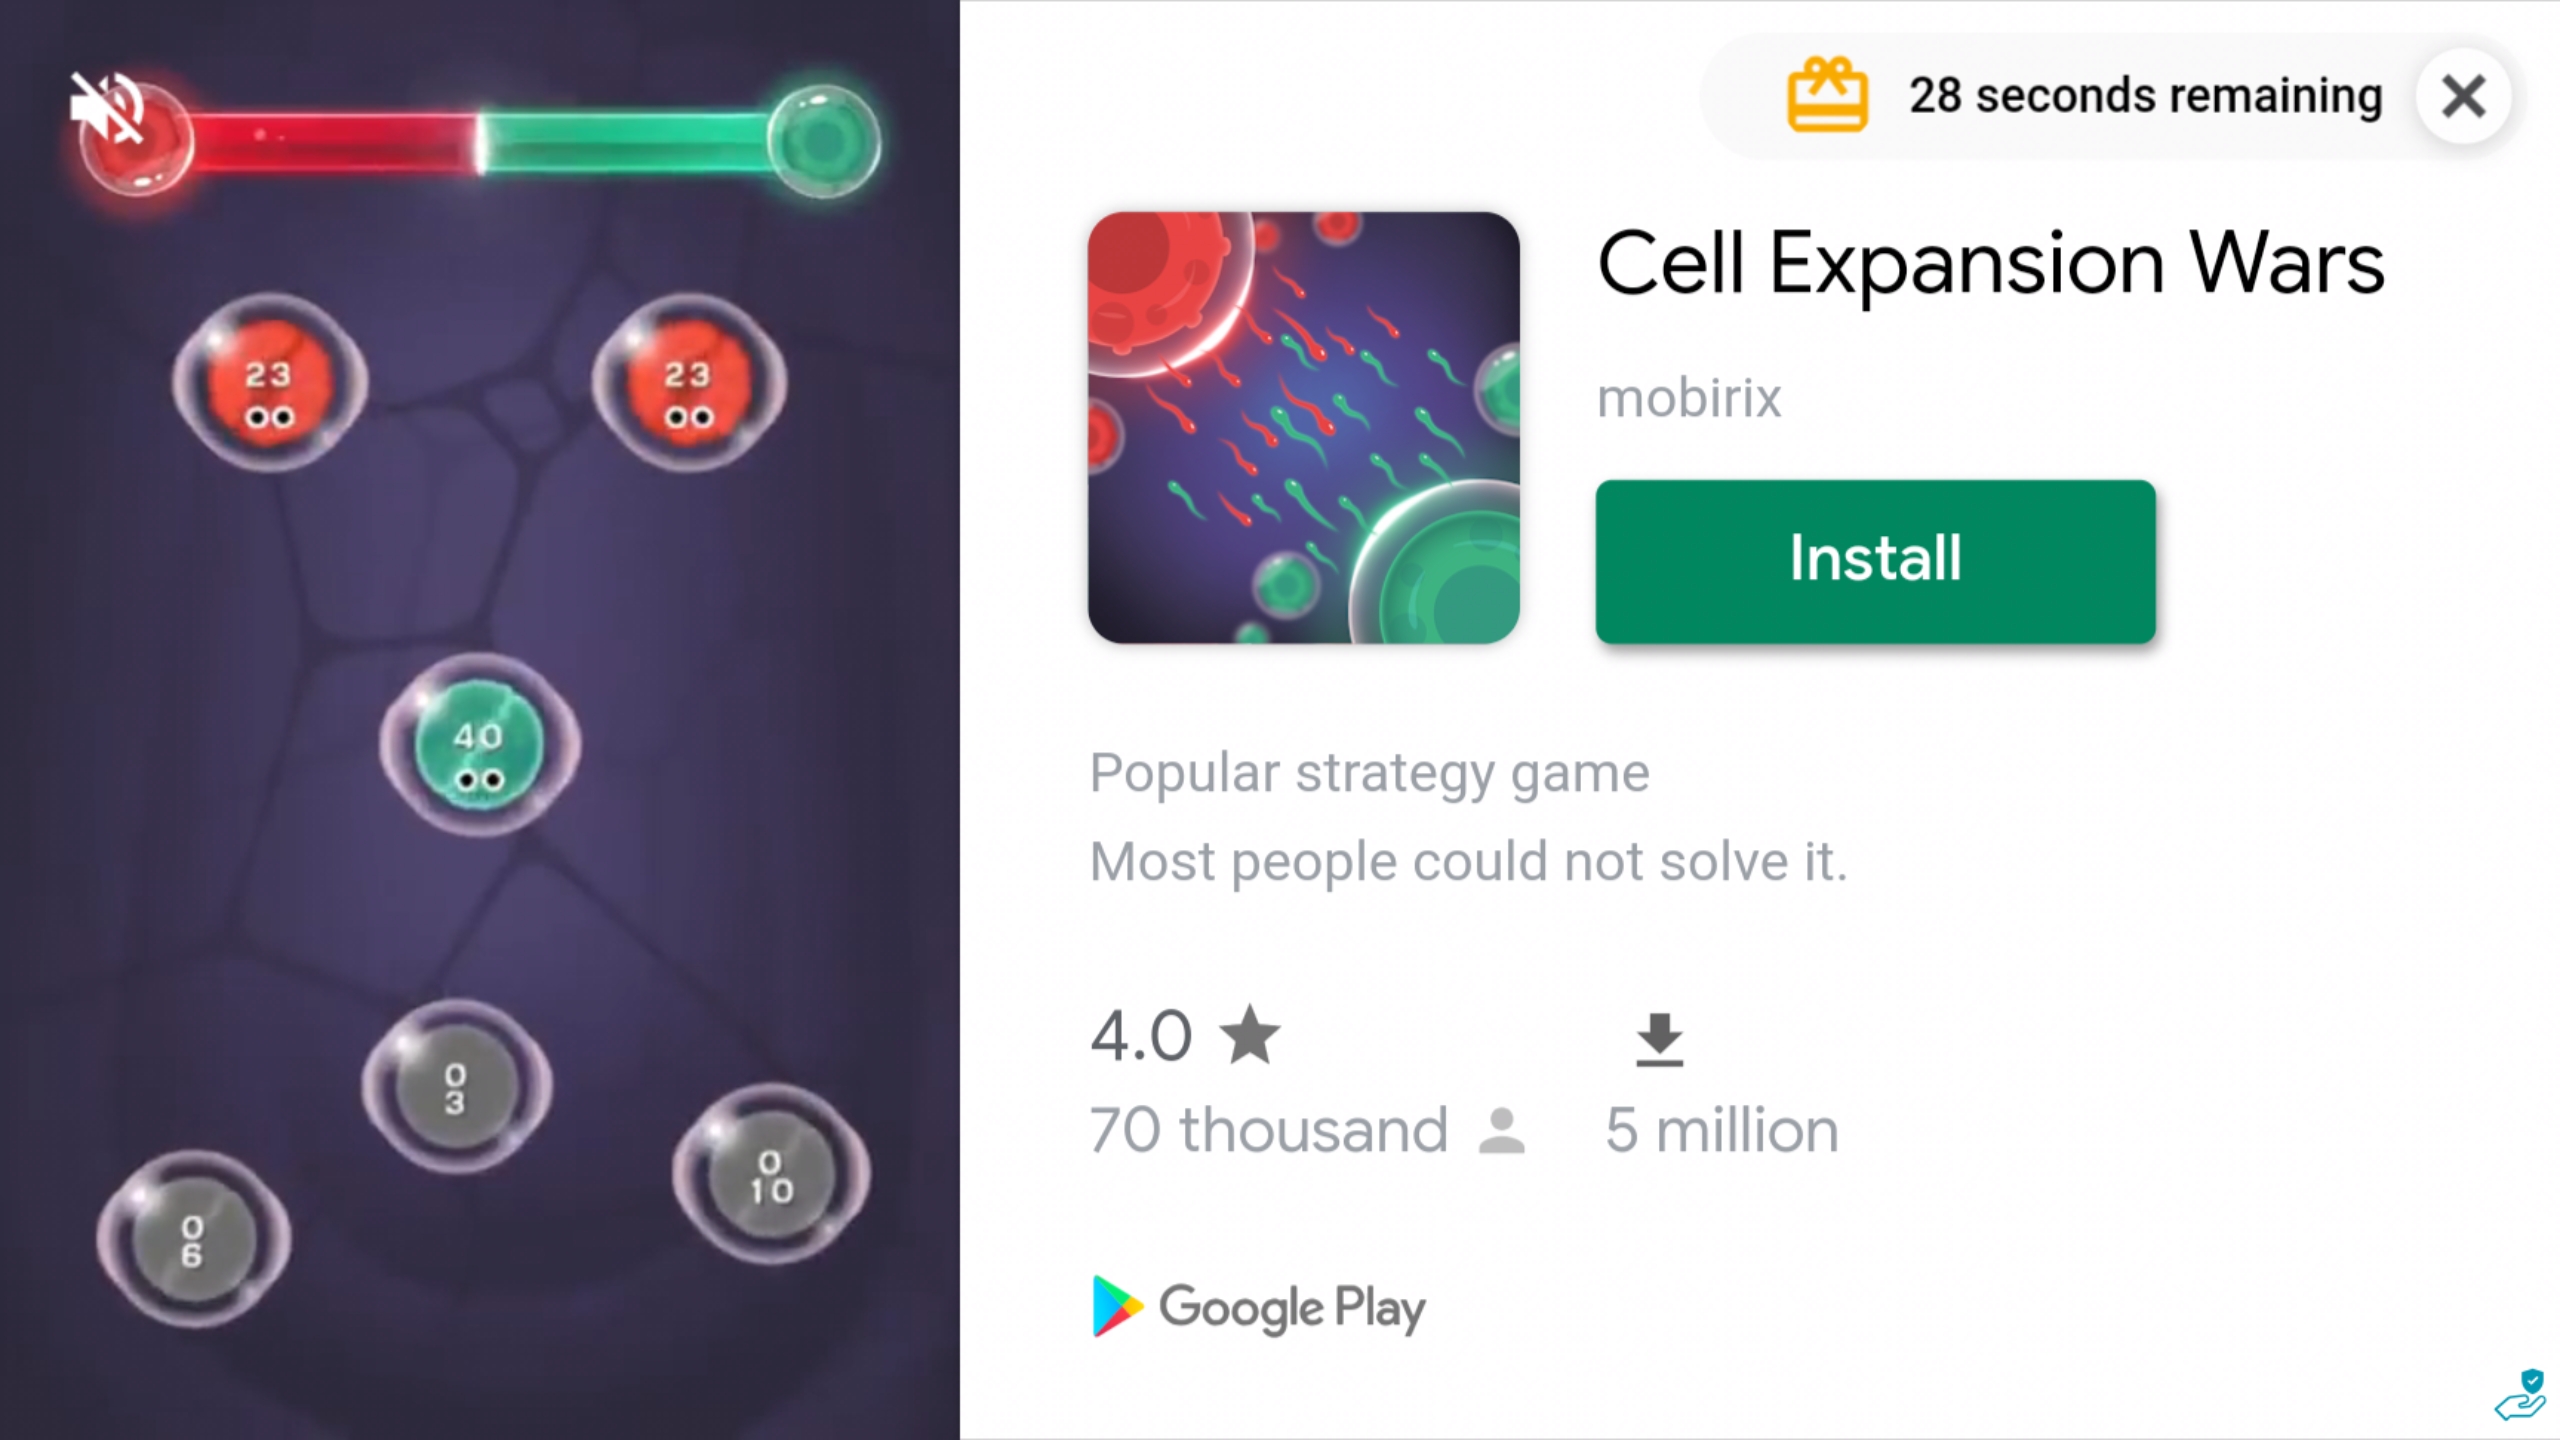 23
23
40
0
3
0
10
0
6
28 seconds remaining
Cell Expansion Wars
mobirix
Install
Popular strategy game
Most people could not solve it.
4.0
70 thousand
5 million
Google Play